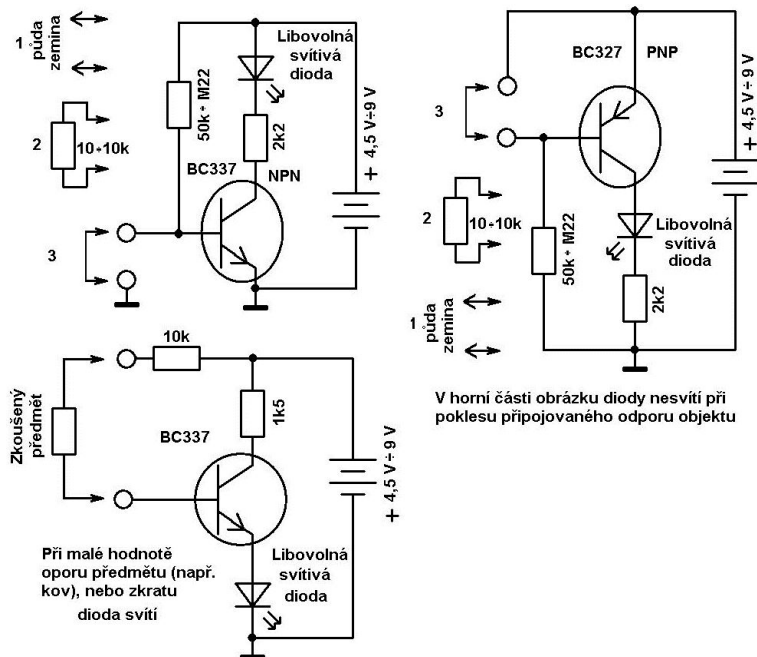 1 půda
zemina
50k÷M22
Libovolná
svítivá
dioda
2
10÷10k
2k2
BC337
NPN
3
+ 4,5 V÷9 V
BC327
PNP
3
2
10÷10k
50k÷M22
Libovolná
svítivá
dioda
2k2
1 půda
zemina
+ 4,5 V÷9 V
V horní části obrázku diody nesvítí při
poklesu připojovaného odporu objektu
10k
Zkoušený
předmět
BC337
1k5
+ 4,5 V÷9 V
Při malé hodnotě
oporu předmětu (např.
kov), nebo zkratu
dioda svítí
Libovolná
svítivá
dioda